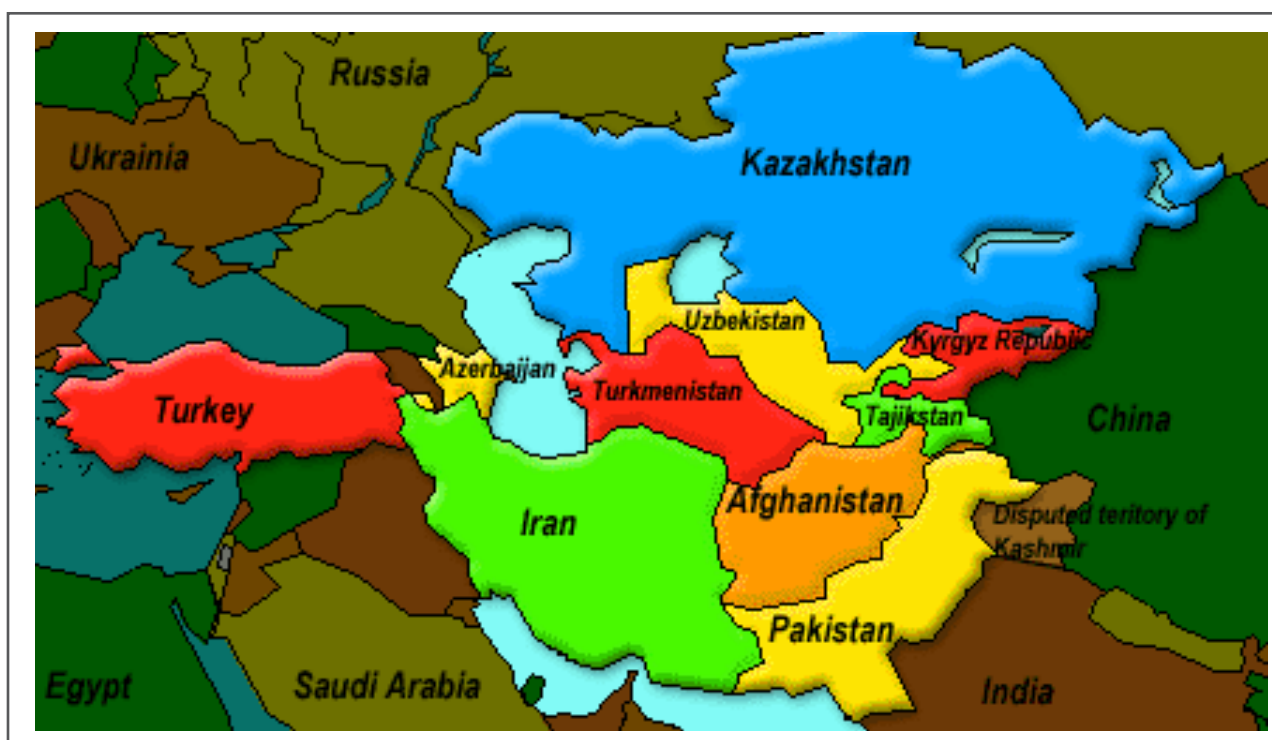 Russia
Ukrainia
Kazakhstan
Uzbekistan
Kyrgyz Republic
Azerbaijan
Turkmenistan
Turkey
Tajikstan
China
Afghanistan
Iran
Disputed teritory of
Kashmir
Pakistan
Egypt
Saudi Arabia
India